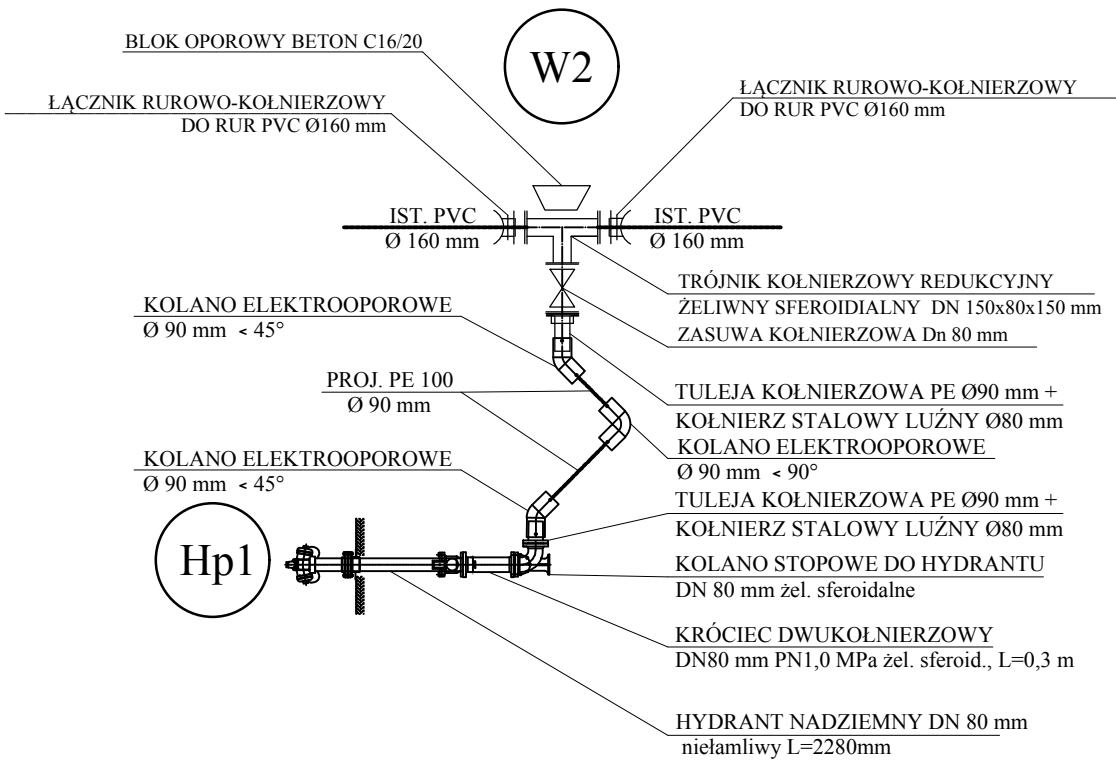 BLOK OPOROWY BETON C16/20
W2
ŁĄCZNIK RUROWO-KOŁNIERZOWY
DO RUR PVC Ø160 mm
ŁĄCZNIK RUROWO-KOŁNIERZOWY
DO RUR PVC Ø160 mm
IST. PVC
Ø 160 mm
IST. PVC
Ø 160 mm
TRÓJNIK KOŁNIERZOWY REDUKCYJNY
ŻELIWNY SFEROIDIALNY DN 150x80x150 mm
ZASUWA KOŁNIERZOWA Dn 80 mm
KOLANO ELEKTROOPOROWE
Ø 90 mm < 45°
PROJ. PE 100
Ø 90 mm
TULEJA KOŁNIERZOWA PE Ø90 mm +
KOŁNIERZ STALOWY LUŹNY Ø80 mm
KOLANO ELEKTROOPOROWE
Ø 90 mm < 90°
KOLANO ELEKTROOPOROWE
Ø 90 mm < 45°
TULEJA KOŁNIERZOWA PE Ø90 mm +
KOŁNIERZ STALOWY LUŹNY Ø80 mm
Hp1
KOLANO STOPOWE DO HYDRANTU
DN 80 mm żel. sferoidalne
KRÓCIEC DWUKOŁNIERZOWY
DN80 mm PN1,0 MPa żel. sferoid., L=0,3 m
HYDRANT NADZIEMNY DN 80 mm
niełamliwy L=2280mm